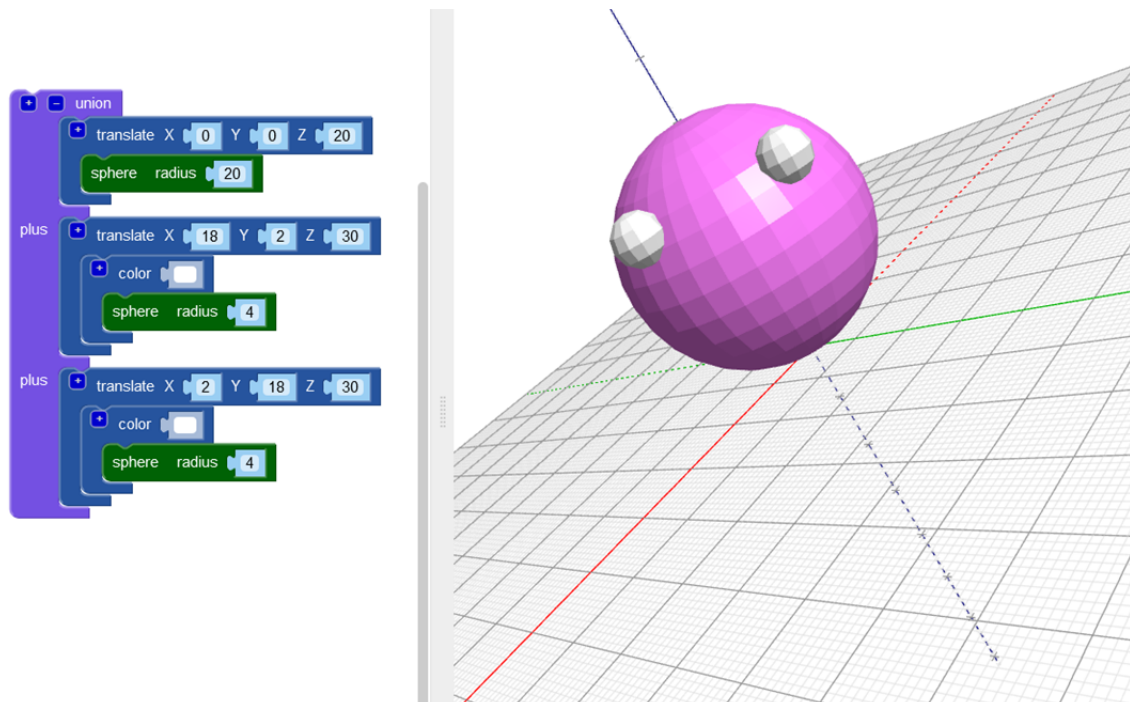 + - union
+ translate X 0 Y 0 Z 20
sphere radius 20
plus + translate X 18 Y 2 Z 30
+ color
sphere radius 4
plus + translate X 2 Y 18 Z 30
+ color
sphere radius 4